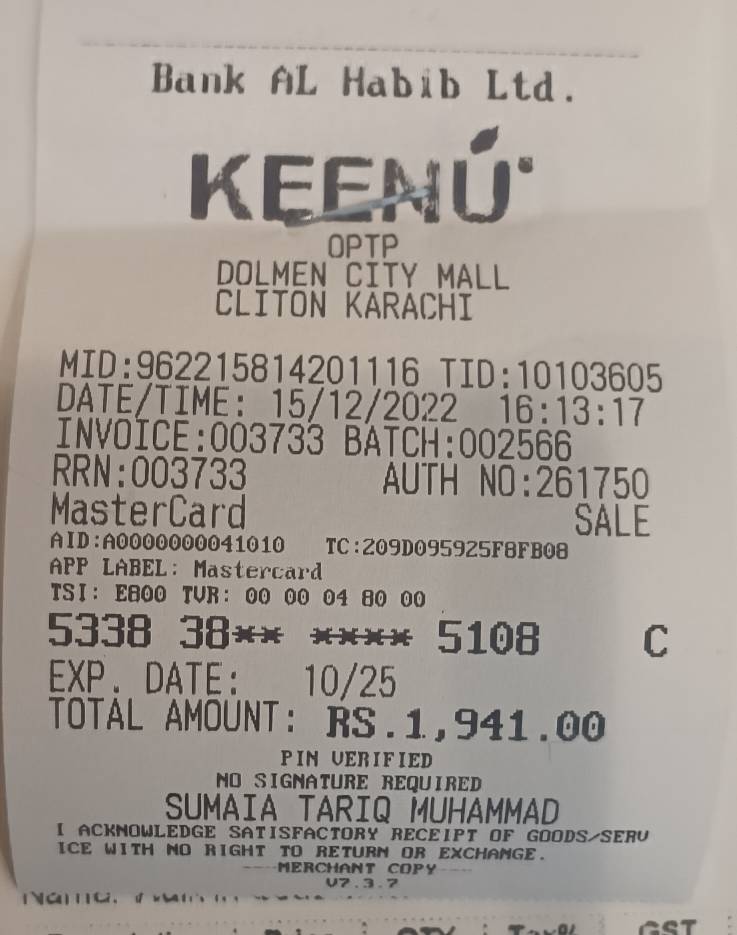 Bank AL Habib Ltd.
KEENÚ
OPTP
DOLMEN CITY MALL
CLITON KARACHI
MID:962215814201116 TID:10103605
DATE/TIME: 15/12/2022 16:13:17
INVOICE:003733 BATCH:002566
RRN:003733 AUTH NO:261750
MasterCard SALE
AID:A0000000041010 TC:209D095925F8FB08
APP LABEL: Mastercard
TSI: E800 TVR: 00 00 04 80 00
5338 38** **** 5108 C
EXP. DATE: 10/25
TOTAL AMOUNT: RS.1,941.00
PIN VERIFIED
NO SIGNATURE REQUIRED
SUMAIA TARIQ MUHAMMAD
I ACKNOWLEDGE SATISFACTORY RECEIPT OF GOODS/SERV
ICE WITH NO RIGHT TO RETURN OR EXCHANGE.
----MERCHANT COPY----
V7.3.7
GST